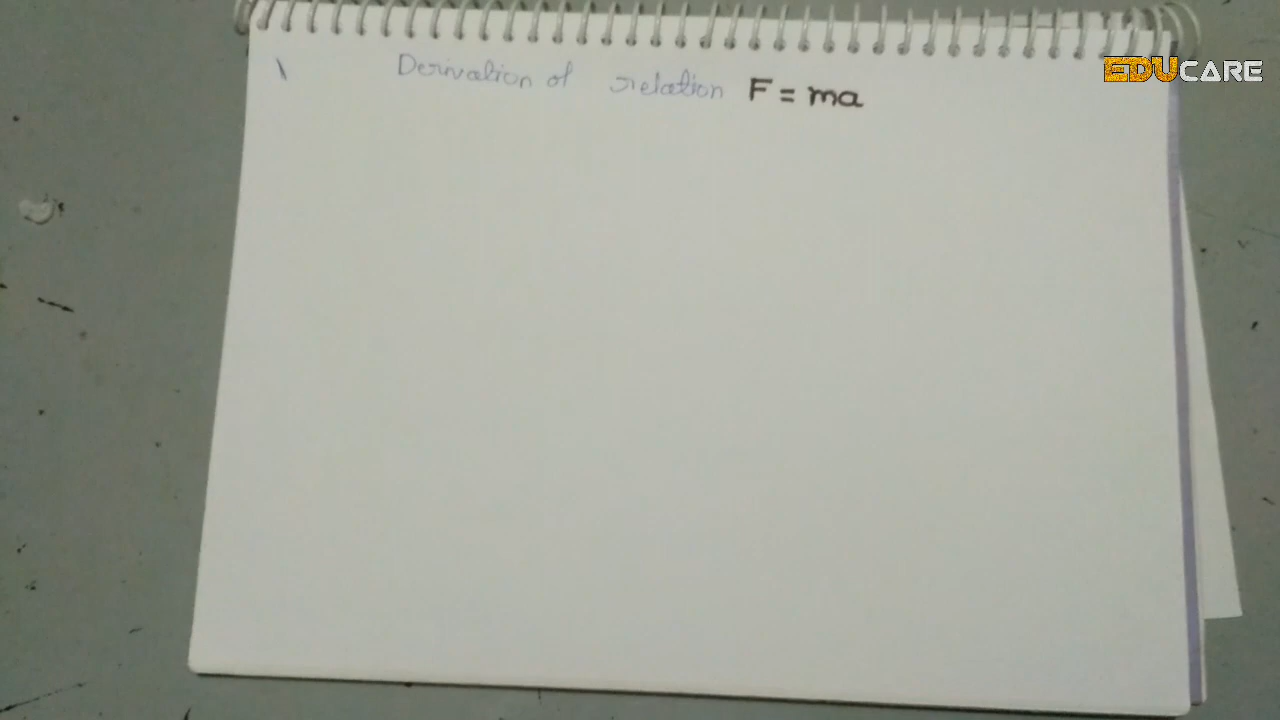 EDUCARE
Derivation of relation F = ma